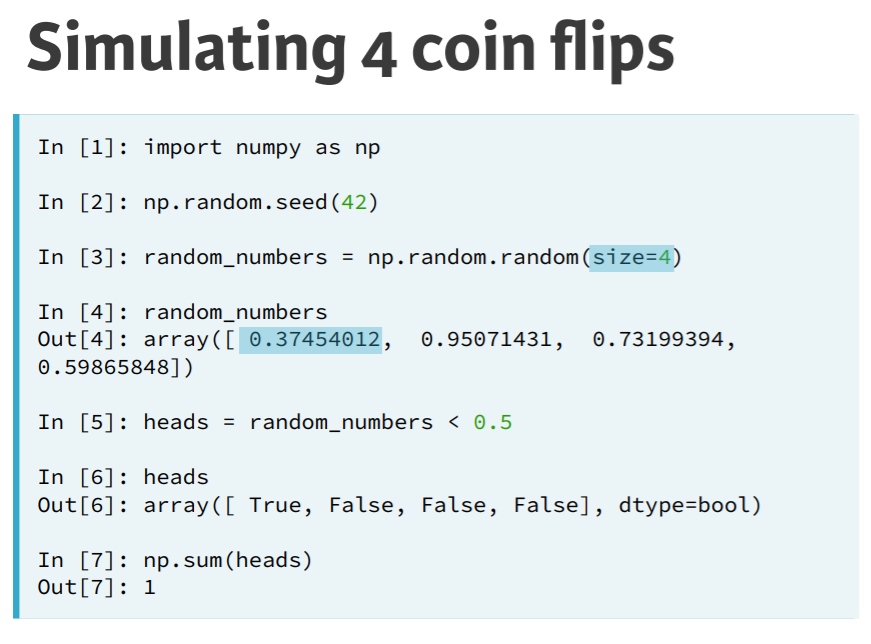 Simulating 4 coin flips
In [1]: import numpy as np
In [2]: np.random.seed(42)
In [3]: random_numbers = np.random.random(size=4)
In [4]: random_numbers
Out[4]: array([ 0.37454012,  0.95071431,  0.73199394,
0.59865848])
In [5]: heads = random_numbers < 0.5
In [6]: heads
Out[6]: array([ True, False, False, False], dtype=bool)
In [7]: np.sum(heads)
Out[7]: 1